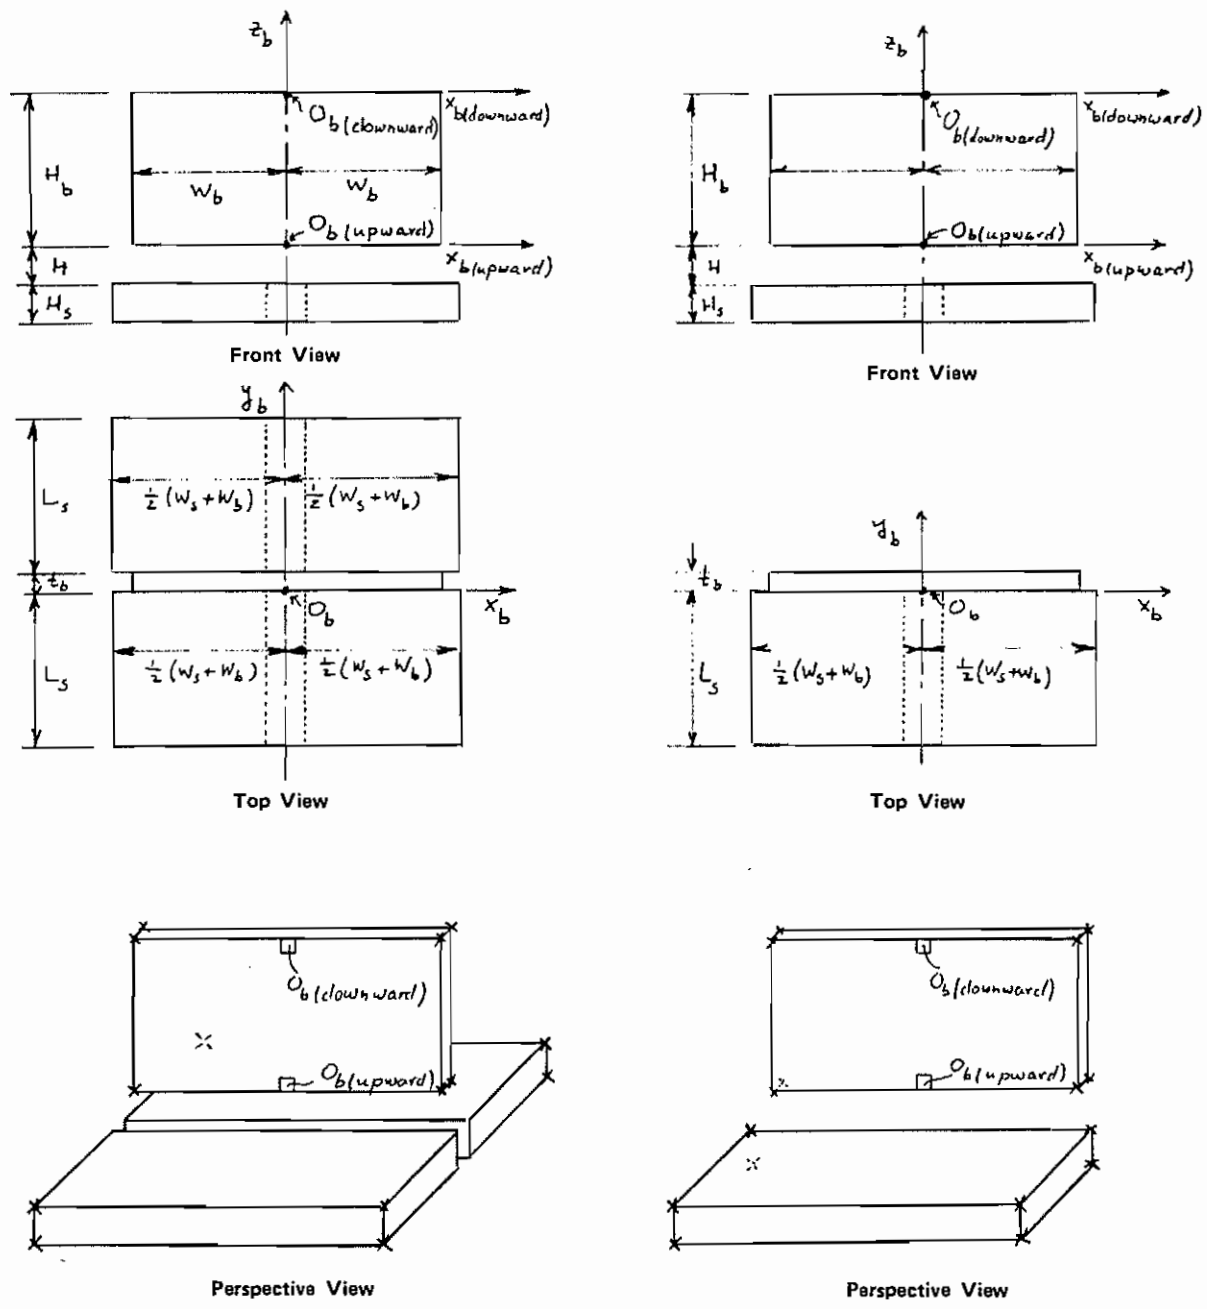 z_b
O_b(downward)
x_b(downward)
H_b
W_b
W_b
O_b(upward)
x_b(upward)
H
H_s
Front View
z_b
O_b(downward)
x_b(downward)
H_b
O_b(upward)
x_b(upward)
H
H_s
Front View
y_b
L_s
½(W_s+W_b)
½(W_s+W_b)
t_b
x_b
O_b
L_s
½(W_s+W_b)
½(W_s+W_b)
Top View
y_b
t_b
O_b
x_b
L_s
½(W_s+W_b)
½(W_s+W_b)
Top View
O_b(downward)
O_b(upward)
Perspective View
O_b(downward)
O_b(upward)
Perspective View